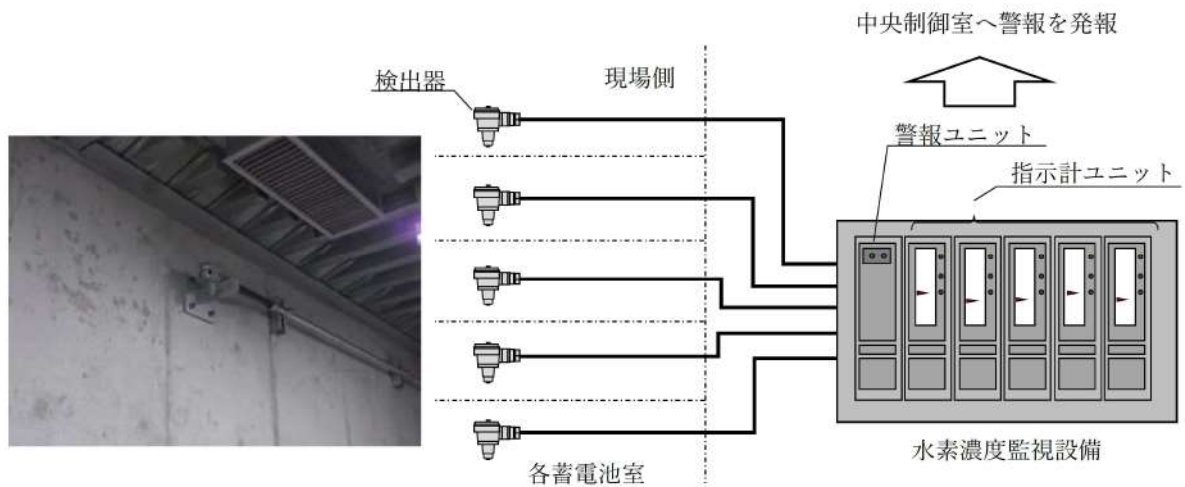 中央制御室へ警報を発報
検出器
現場側
警報ユニット
指示計ユニット
水素濃度監視設備
各蓄電池室